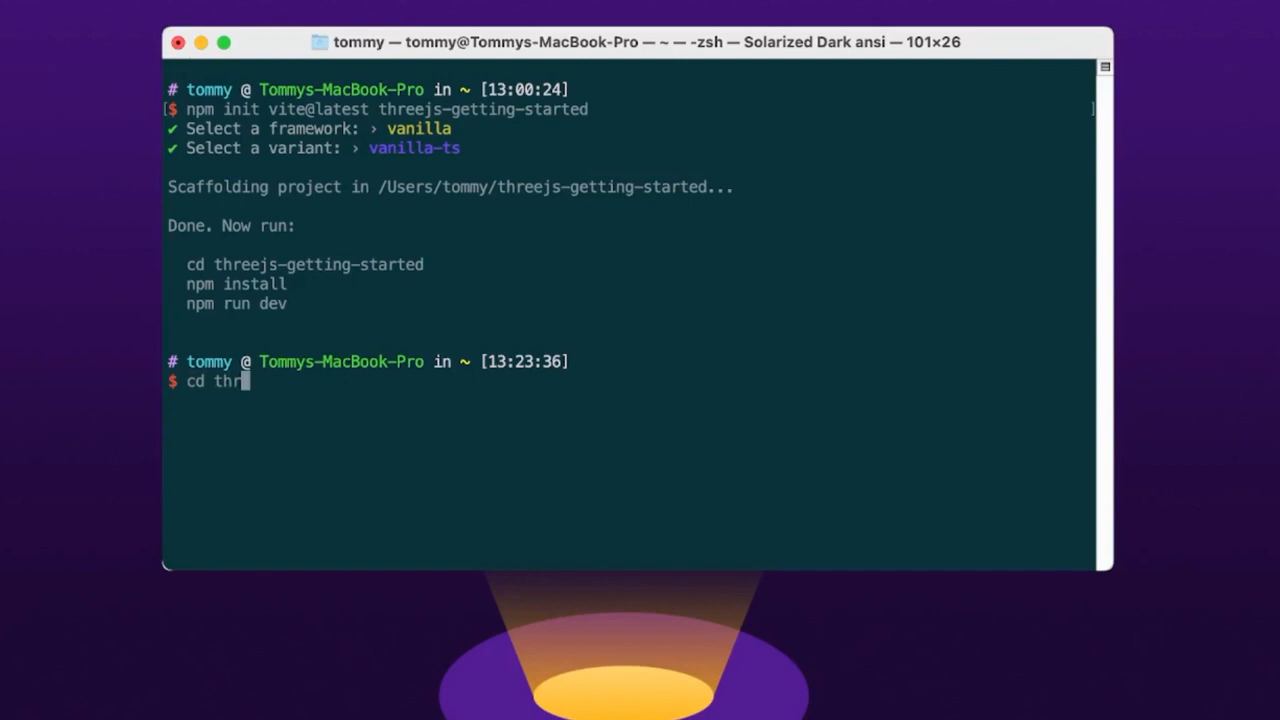 tommy — tommy@Tommys-MacBook-Pro — ~ — -zsh — Solarized Dark ansi — 101×26
# tommy @ Tommys-MacBook-Pro in ~ [13:00:24]
[$ npm init vite@latest threejs-getting-started ]
✔ Select a framework: › vanilla
✔ Select a variant: › vanilla-ts
Scaffolding project in /Users/tommy/threejs-getting-started...
Done. Now run:
cd threejs-getting-started
npm install
npm run dev
# tommy @ Tommys-MacBook-Pro in ~ [13:23:36]
$ cd thr